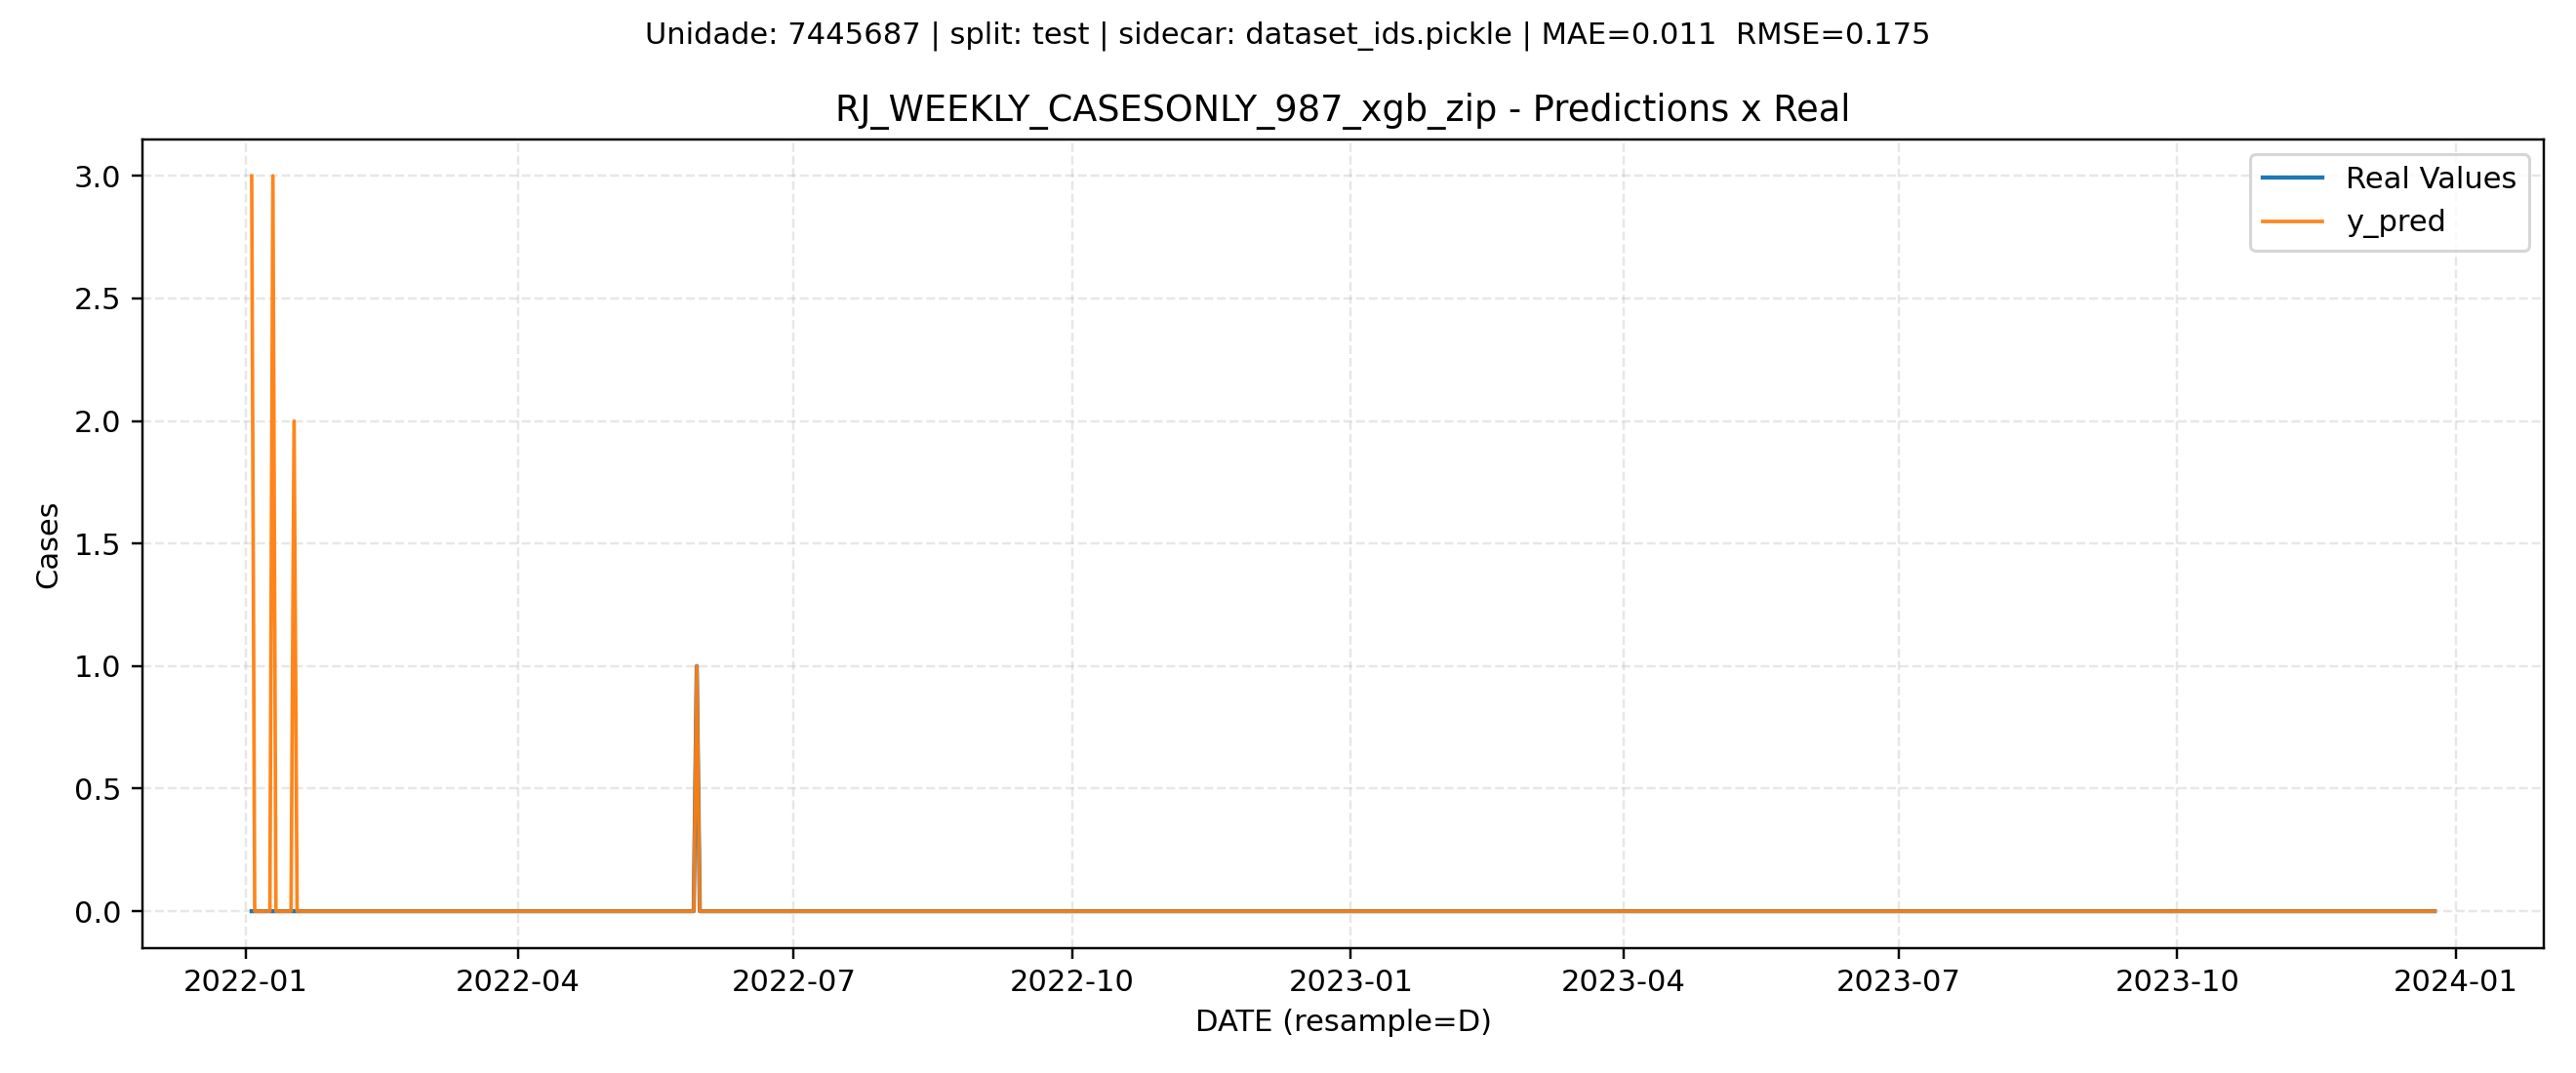 Unidade: 7445687 | split: test | sidecar: dataset_ids.pickle | MAE=0.011  RMSE=0.175
RJ_WEEKLY_CASESONLY_987_xgb_zip - Predictions x Real
Real Values
y_pred
Cases
3.0
2.5
2.0
1.5
1.0
0.5
0.0
2022-01 2022-04 2022-07 2022-10 2023-01 2023-04 2023-07 2023-10 2024-01
DATE (resample=D)